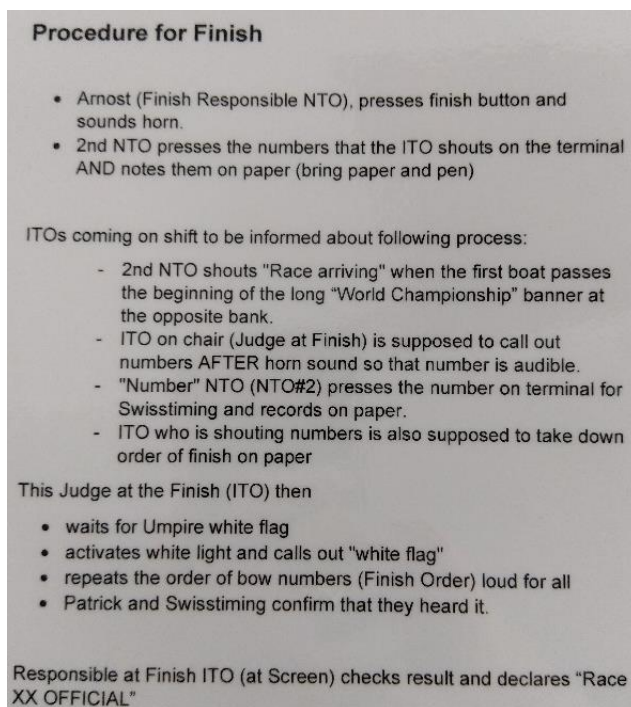 Procedure for Finish
• Arnost (Finish Responsible NTO), presses finish button and
sounds horn.
• 2nd NTO presses the numbers that the ITO shouts on the terminal
AND notes them on paper (bring paper and pen)
ITOs coming on shift to be informed about following process:
- 2nd NTO shouts "Race arriving" when the first boat passes
the beginning of the long “World Championship” banner at
the opposite bank.
- ITO on chair (Judge at Finish) is supposed to call out
numbers AFTER horn sound so that number is audible.
- "Number" NTO (NTO#2) presses the number on terminal for
Swisstiming and records on paper.
- ITO who is shouting numbers is also supposed to take down
order of finish on paper
This Judge at the Finish (ITO) then
• waits for Umpire white flag
• activates white light and calls out "white flag"
• repeats the order of bow numbers (Finish Order) loud for all
• Patrick and Swisstiming confirm that they heard it.
Responsible at Finish ITO (at Screen) checks result and declares “Race
XX OFFICIAL”